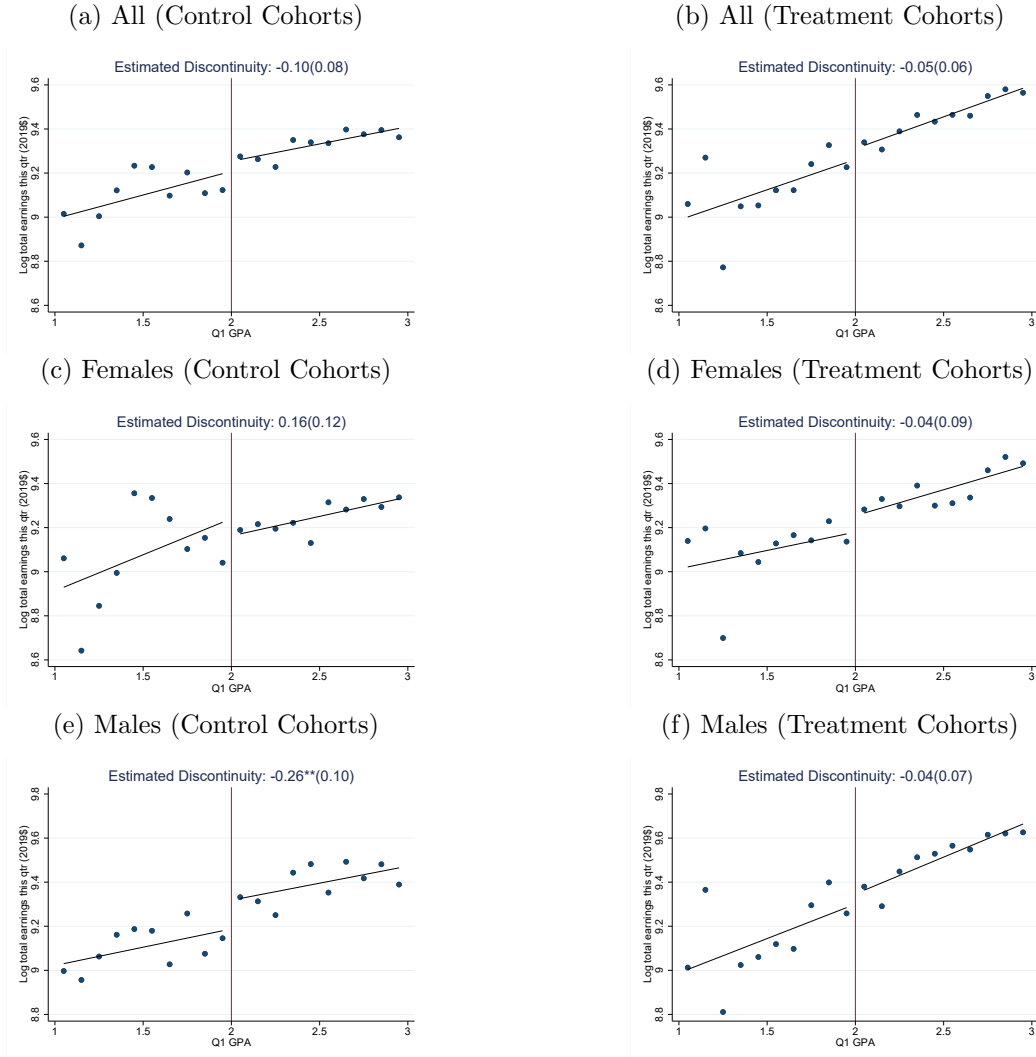 (a) All (Control Cohorts)
Estimated Discontinuity: -0.10(0.08)
Log total earnings this qtr (2019$)
9.6
9.4
9.2
9
8.8
8.6
1
1.5
2
2.5
3
Q1 GPA
(b) All (Treatment Cohorts)
Estimated Discontinuity: -0.05(0.06)
Log total earnings this qtr (2019$)
9.6
9.4
9.2
9
8.8
8.6
1
1.5
2
2.5
3
Q1 GPA
(c) Females (Control Cohorts)
Estimated Discontinuity: 0.16(0.12)
Log total earnings this qtr (2019$)
9.6
9.4
9.2
9
8.8
8.6
1
1.5
2
2.5
3
Q1 GPA
(d) Females (Treatment Cohorts)
Estimated Discontinuity: -0.04(0.09)
Log total earnings this qtr (2019$)
9.6
9.4
9.2
9
8.8
8.6
1
1.5
2
2.5
3
Q1 GPA
(e) Males (Control Cohorts)
Estimated Discontinuity: -0.26**(0.10)
Log total earnings this qtr (2019$)
9.8
9.6
9.4
9.2
9
8.8
1
1.5
2
2.5
3
Q1 GPA
(f) Males (Treatment Cohorts)
Estimated Discontinuity: -0.04(0.07)
Log total earnings this qtr (2019$)
9.8
9.6
9.4
9.2
9
8.8
1
1.5
2
2.5
3
Q1 GPA